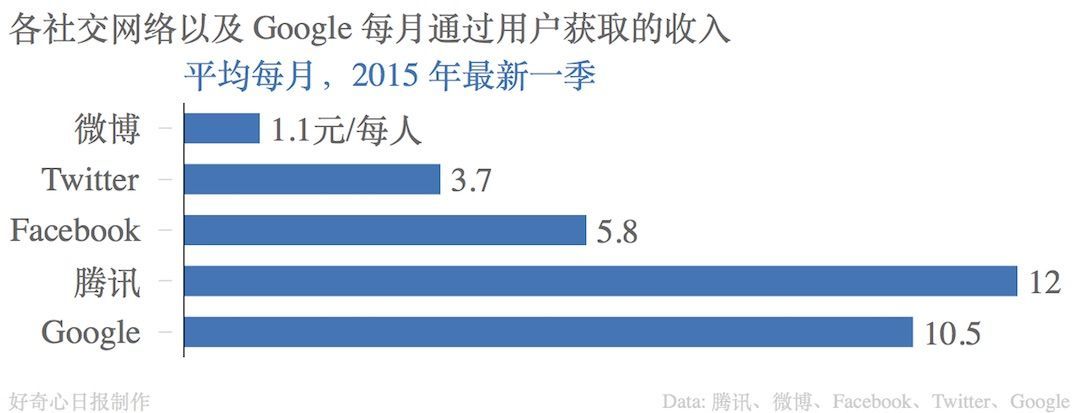 各社交网络以及 Google 每月通过用户获取的收入
平均每月，2015 年最新一季
微博 1.1元/每人
Twitter 3.7
Facebook 5.8
腾讯 12
Google 10.5
好奇心日报制作 Data: 腾讯、微博、Facebook、Twitter、Google